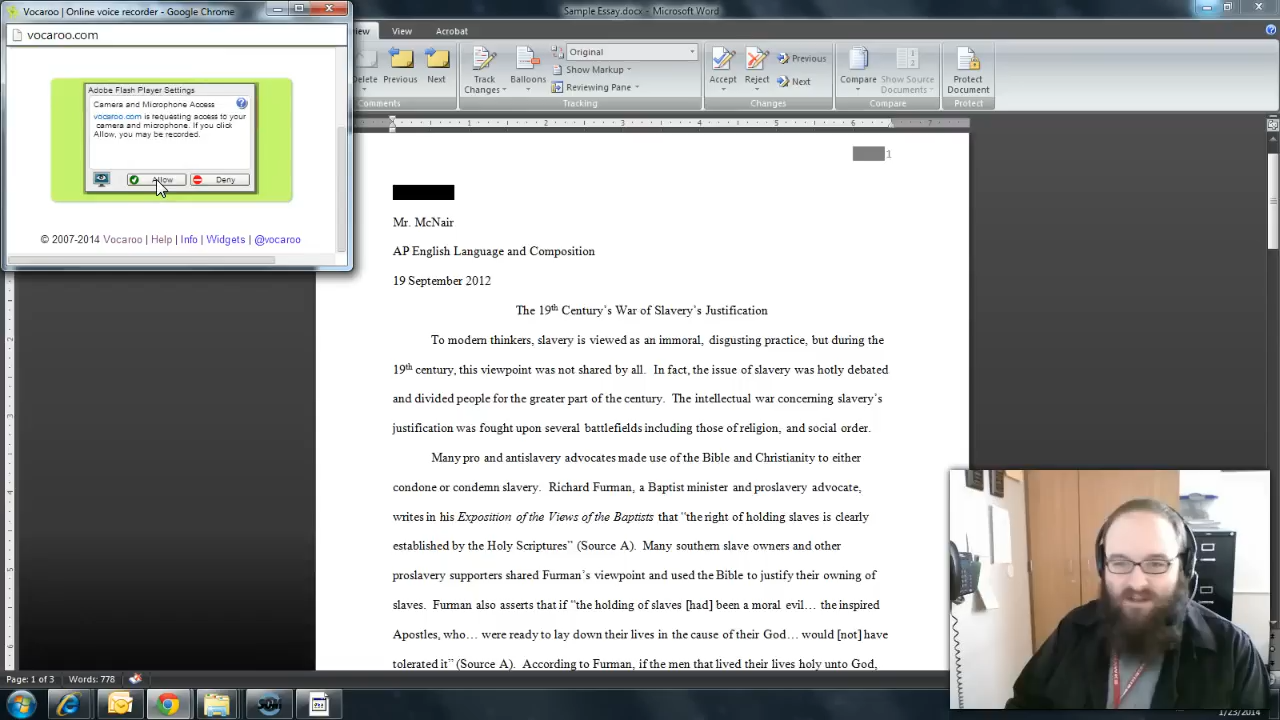 Vocaroo | Online voice recorder - Google Chrome
vocaroo.com
Adobe Flash Player Settings
Camera and Microphone Access
vocaroo.com is requesting access to your
camera and microphone. If you click
Allow, you may be recorded.
Allow
Deny
© 2007-2014 Vocaroo | Help | Info | Widgets | @vocaroo
Sample Essay.docx - Microsoft Word
View
Acrobat
Previous
Next
Comments
Track
Changes
Balloons
Original
Show Markup
Reviewing Pane
Tracking
Accept
Reject
Previous
Next
Changes
Compare
Show Source
Documents
Compare
Protect
Document
Protect
1 2 3 4 5 6 7
1
Mr. McNair
AP English Language and Composition
19 September 2012
The 19th Century's War of Slavery's Justification
To modern thinkers, slavery is viewed as an immoral, disgusting practice, but during the
19th century, this viewpoint was not shared by all. In fact, the issue of slavery was hotly debated
and divided people for the greater part of the century. The intellectual war concerning slavery's
justification was fought upon several battlefields including those of religion, and social order.
Many pro and antislavery advocates made use of the Bible and Christianity to either
condone or condemn slavery. Richard Furman, a Baptist minister and proslavery advocate,
writes in his Exposition of the Views of the Baptists that “the right of holding slaves is clearly
established by the Holy Scriptures” (Source A). Many southern slave owners and other
proslavery supporters shared Furman's viewpoint and used the Bible to justify their owning of
slaves. Furman also asserts that if “the holding of slaves [had] been a moral evil… the inspired
Apostles, who… were ready to lay down their lives in the cause of their God… would [not] have
tolerated it” (Source A). According to Furman, if the men that lived their lives holy unto God,
Page: 1 of 3
Words: 778
1/23/2014